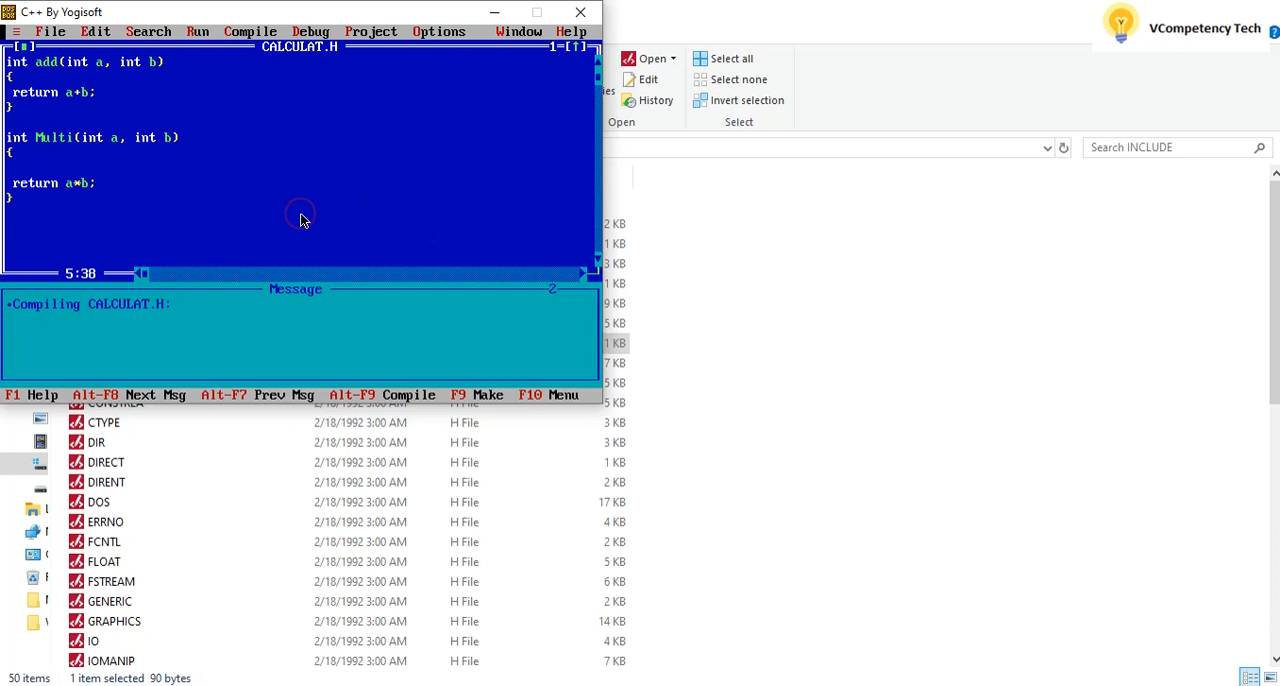 C++ By Yogisoft
≡ File Edit Search Run Compile Debug Project Options Window Help
CALCULAT.H
1=[↑]
int add(int a, int b)
{
return a+b;
}
int Multi(int a, int b)
{
return a*b;
}
5:38
Message
2
•Compiling CALCULAT.H:
F1 Help Alt-F8 Next Msg Alt-F7 Prev Msg Alt-F9 Compile F9 Make F10 Menu
VCompetency Tech
Open
Edit
History
Open
Select all
Select none
Invert selection
Select
Search INCLUDE
2 KB
1 KB
3 KB
1 KB
9 KB
5 KB
1 KB
7 KB
5 KB
5 KB
CTYPE 2/18/1992 3:00 AM H File 3 KB
DIR 2/18/1992 3:00 AM H File 3 KB
DIRECT 2/18/1992 3:00 AM H File 1 KB
DIRENT 2/18/1992 3:00 AM H File 2 KB
DOS 2/18/1992 3:00 AM H File 17 KB
ERRNO 2/18/1992 3:00 AM H File 4 KB
FCNTL 2/18/1992 3:00 AM H File 2 KB
FLOAT 2/18/1992 3:00 AM H File 5 KB
FSTREAM 2/18/1992 3:00 AM H File 6 KB
GENERIC 2/18/1992 3:00 AM H File 2 KB
GRAPHICS 2/18/1992 3:00 AM H File 14 KB
IO 2/18/1992 3:00 AM H File 4 KB
IOMANIP 2/18/1992 3:00 AM H File 7 KB
50 items 1 item selected 90 bytes